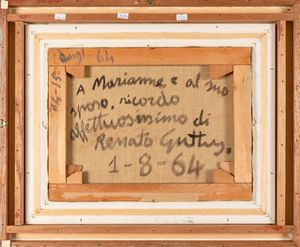 A Marianne e al suo
sposo, ricordo
affettuosissimo di
Renato Guttuso,
1-8-64